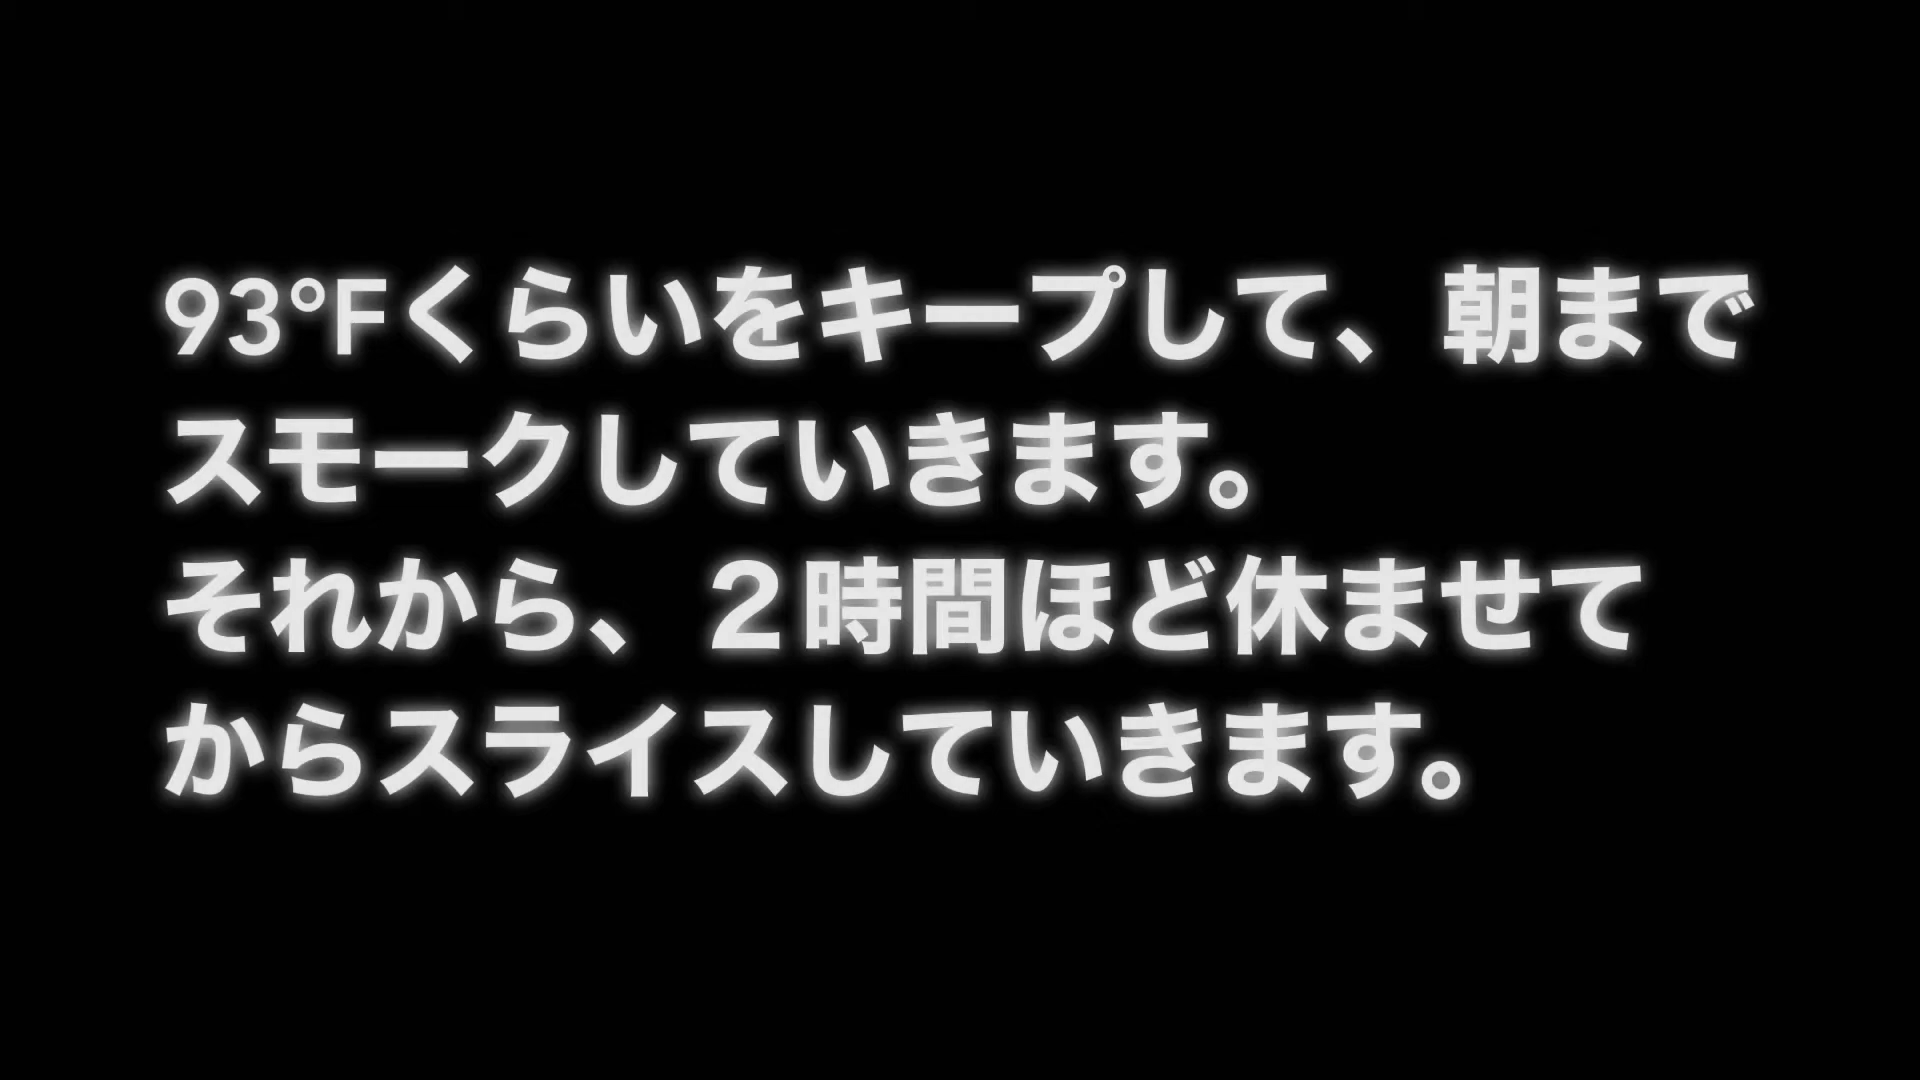 93°Fくらいをキープして、朝まで
スモークしていきます。
それから、２時間ほど休ませて
からスライスしていきます。